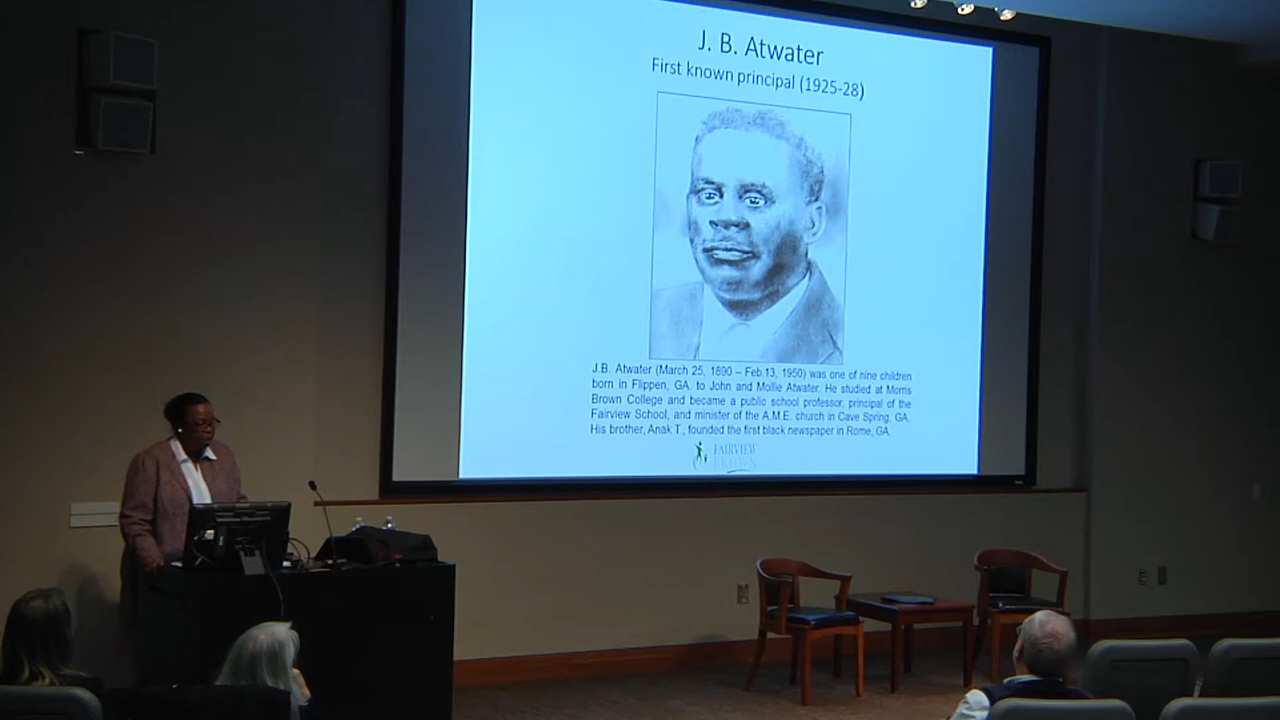 J. B. Atwater
First known principal (1925-28)
J.B. Atwater (March 25, 1890 – Feb.13, 1950) was one of nine children
born in Flippen, GA. to John and Mollie Atwater. He studied at Morris
Brown College and became a public school professor, principal of the
Fairview School, and minister of the A.M.E. church in Cave Spring, GA.
His brother, Anak T., founded the first black newspaper in Rome, GA.
FAIRVIEW
BROWN